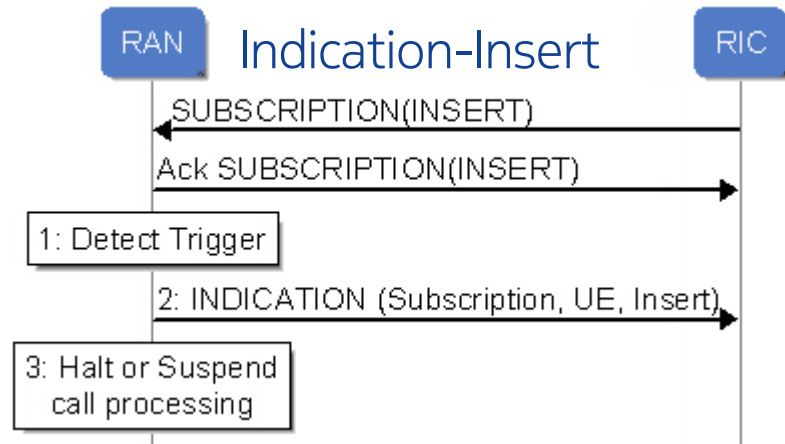 RAN
Indication-Insert
RIC
SUBSCRIPTION(INSERT)
Ack SUBSCRIPTION(INSERT)
1: Detect Trigger
2: INDICATION (Subscription, UE, Insert)
3: Halt or Suspend
call processing